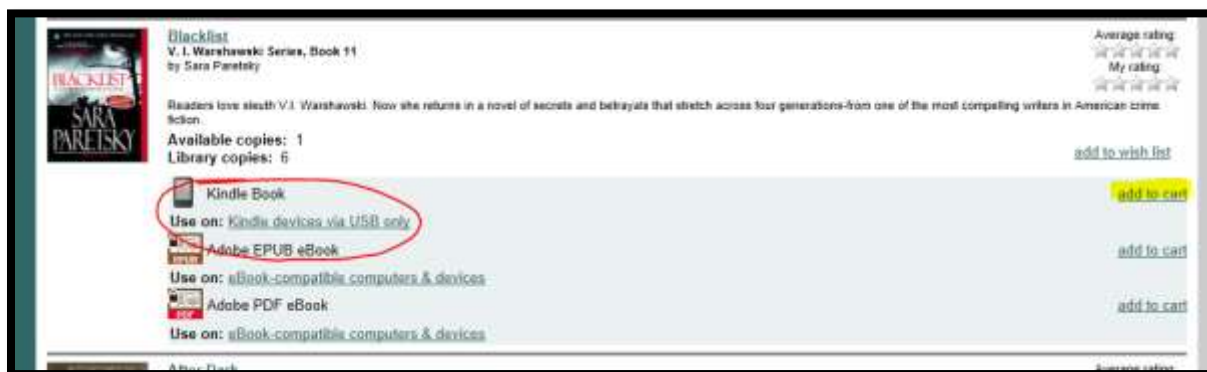 Blacklist
V. I. Warshawski Series, Book 11
by Sara Paretsky
Average rating:
My rating:
BLACKLIST
SARA
PARETSKY
Readers love sleuth V.I. Warshawski. Now she returns in a novel of secrets and betrayals that stretch across four generations-from one of the most compelling writers in American crime
fiction.
Available copies: 1
Library copies: 6
add to wish list
Kindle Book
add to cart
Use on: Kindle devices via USB only
EPUB
Adobe EPUB eBook
add to cart
Use on: eBook-compatible computers & devices
PDF
Adobe PDF eBook
add to cart
Use on: eBook-compatible computers & devices
After Dark
Average rating: